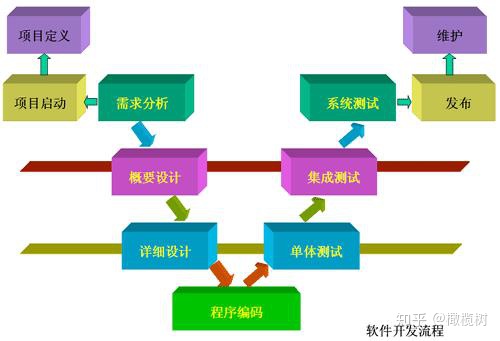 项目定义
维护
项目启动
需求分析
系统测试
发布
概要设计
集成测试
详细设计
单体测试
程序编码
知乎 @橄榄树
软件开发流程